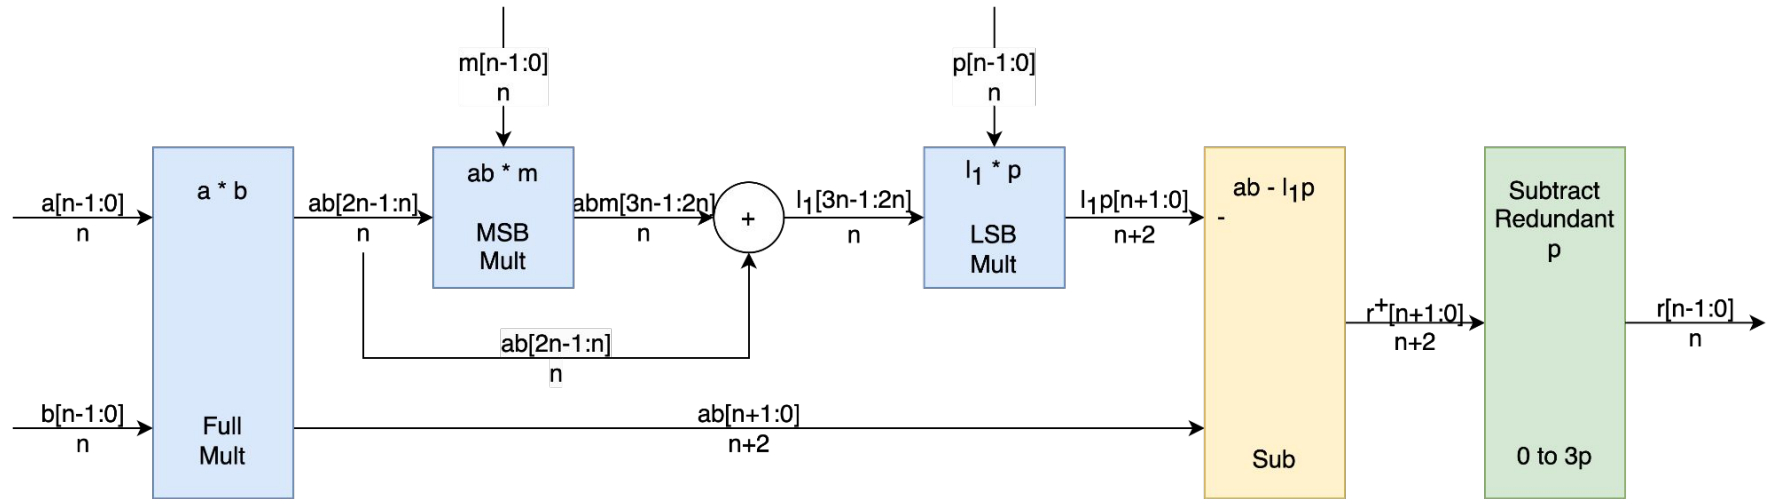 m[n-1:0]
n
p[n-1:0]
n
a[n-1:0]
n
b[n-1:0]
n
a * b
Full
Mult
ab[2n-1:n]
n
ab * m
MSB
Mult
abm[3n-1:2n]
n
+
ab[2n-1:n]
n
l₁[3n-1:2n]
n
l₁ * p
LSB
Mult
l₁p[n+1:0]
n+2
ab[n+1:0]
n+2
ab - l₁p
-
Sub
r⁺[n+1:0]
n+2
Subtract
Redundant
p
0 to 3p
r[n-1:0]
n